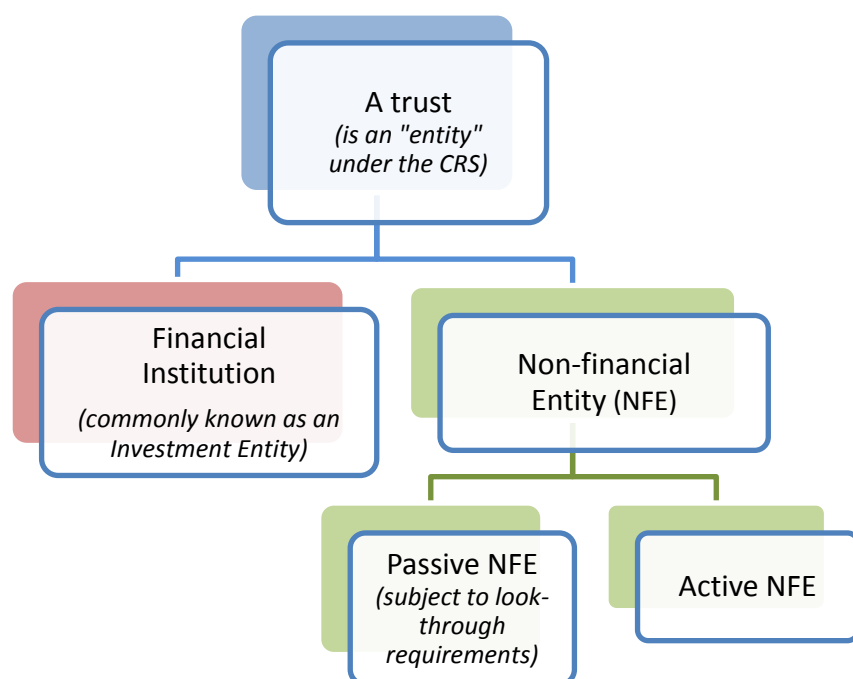 A trust
(is an "entity"
under the CRS)
Financial
Institution
(commonly known as an
Investment Entity)
Non-financial
Entity (NFE)
Passive NFE
(subject to look-
through
requirements)
Active NFE